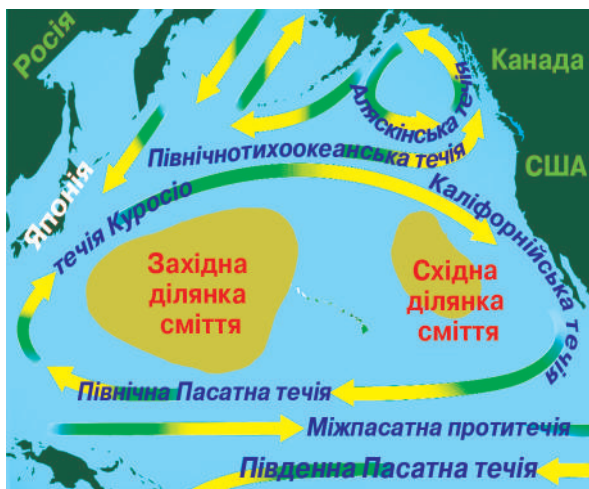 Росія
Канада
Аляскінська течія
Північнотихоокеанська течія
США
Японія
течія Куросіо
Каліфорнійська течія
Західна
ділянка
сміття
Східна
ділянка
сміття
Північна Пасатна течія
Міжпасатна протитечія
Південна Пасатна течія